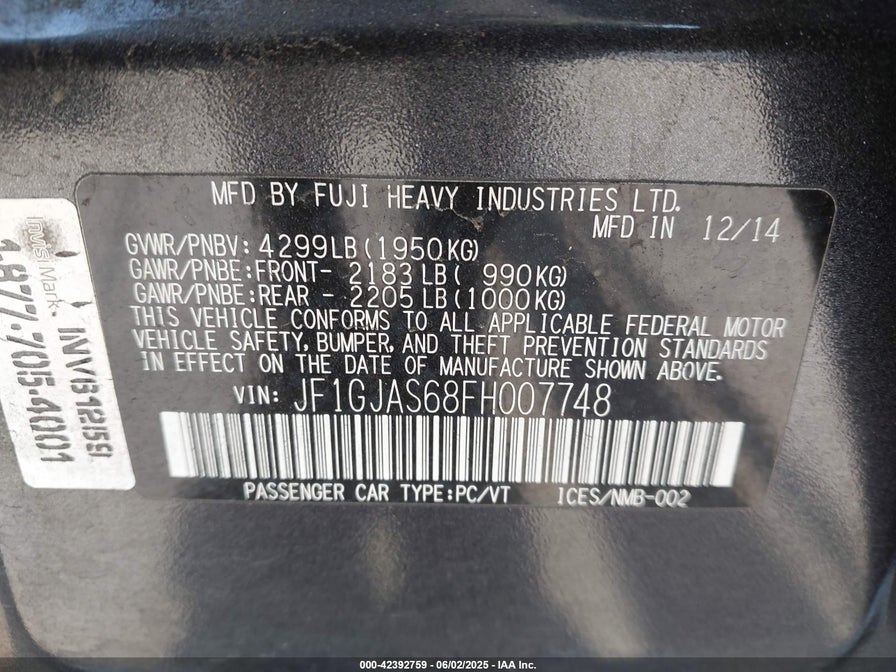 MFD BY FUJI HEAVY INDUSTRIES LTD.
MFD IN 12/14
GVWR/PNBV: 4299LB (1950KG)
GAWR/PNBE:FRONT- 2183 LB ( 990KG)
GAWR/PNBE:REAR - 2205 LB (1000KG)
THIS VEHICLE CONFORMS TO ALL APPLICABLE FEDERAL MOTOR
VEHICLE SAFETY, BUMPER, AND THEFT PREVENTION STANDARDS
IN EFFECT ON THE DATE OF MANUFACTURE SHOWN ABOVE.
VIN: JF1GJAS68FH007748
PASSENGER CAR TYPE:PC/VT ICES/NMB-002
InvisiMark
1.877.705.4001
INVB12159J
000-42392759 - 06/02/2025 - IAA Inc.